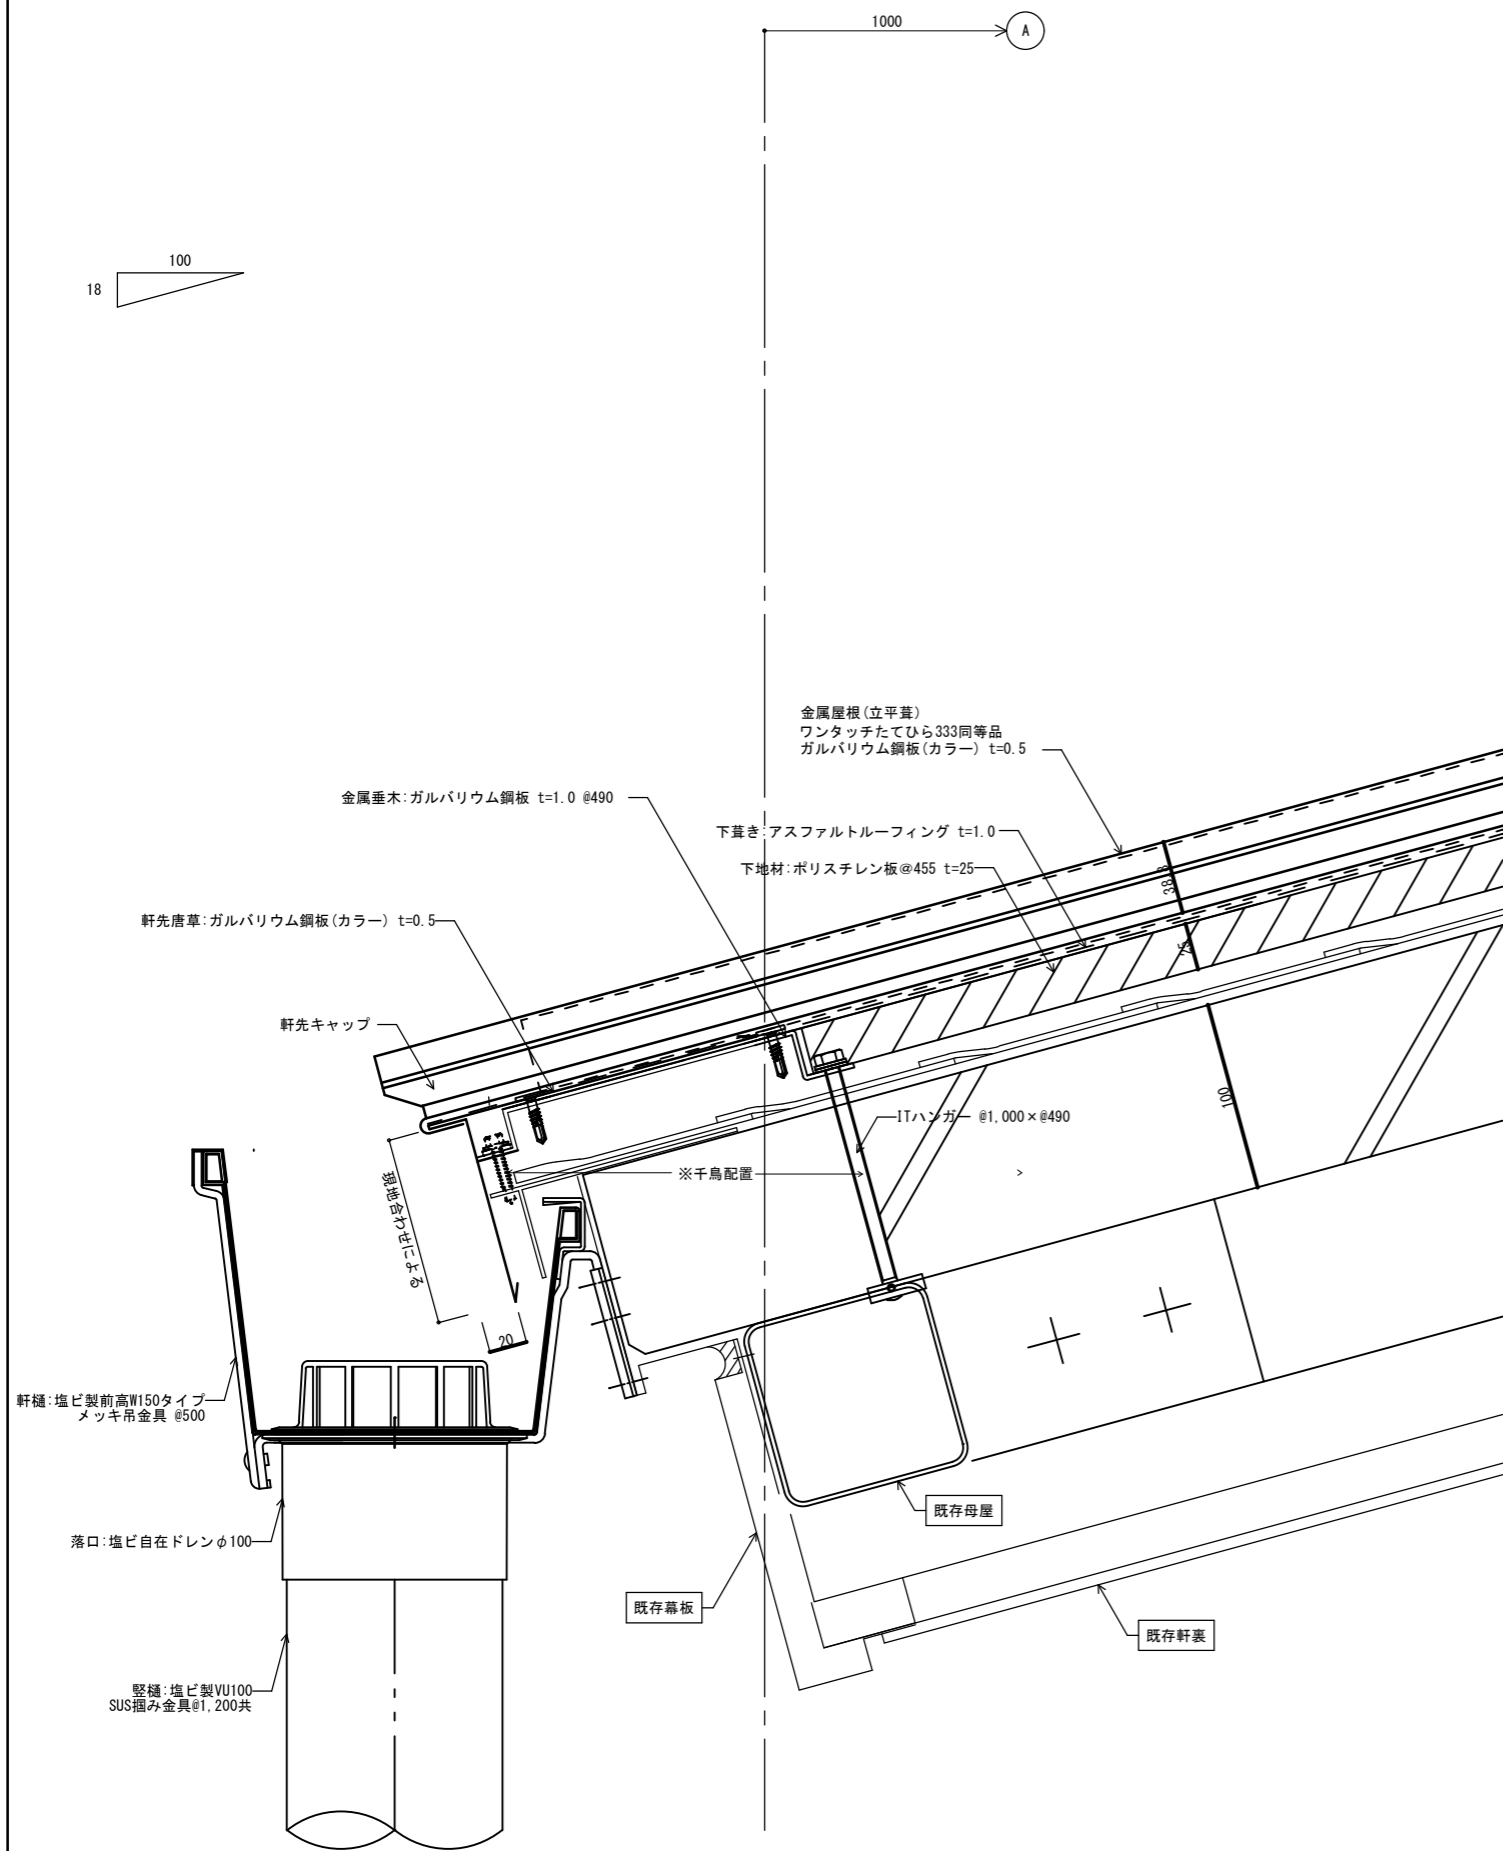 1000
A
100
18
金属屋根(立平葺)
ワンタッチたてひら333同等品
ガルバリウム鋼板(カラー) t=0.5
金属垂木:ガルバリウム鋼板 t=1.0 @490
下葺き:アスファルトルーフィング t=1.0
下地材:ポリスチレン板@455 t=25
38.8
25
軒先唐草:ガルバリウム鋼板(カラー) t=0.5
軒先キャップ
100
ITハンガー @1,000×@490
※千鳥配置
現地合わせによる
20
軒樋:塩ビ製前高W150タイプ
メッキ吊金具 @500
既存母屋
落口:塩ビ自在ドレンφ100
既存幕板
既存軒裏
竪樋:塩ビ製VU100
SUS掴み金具@1,200共